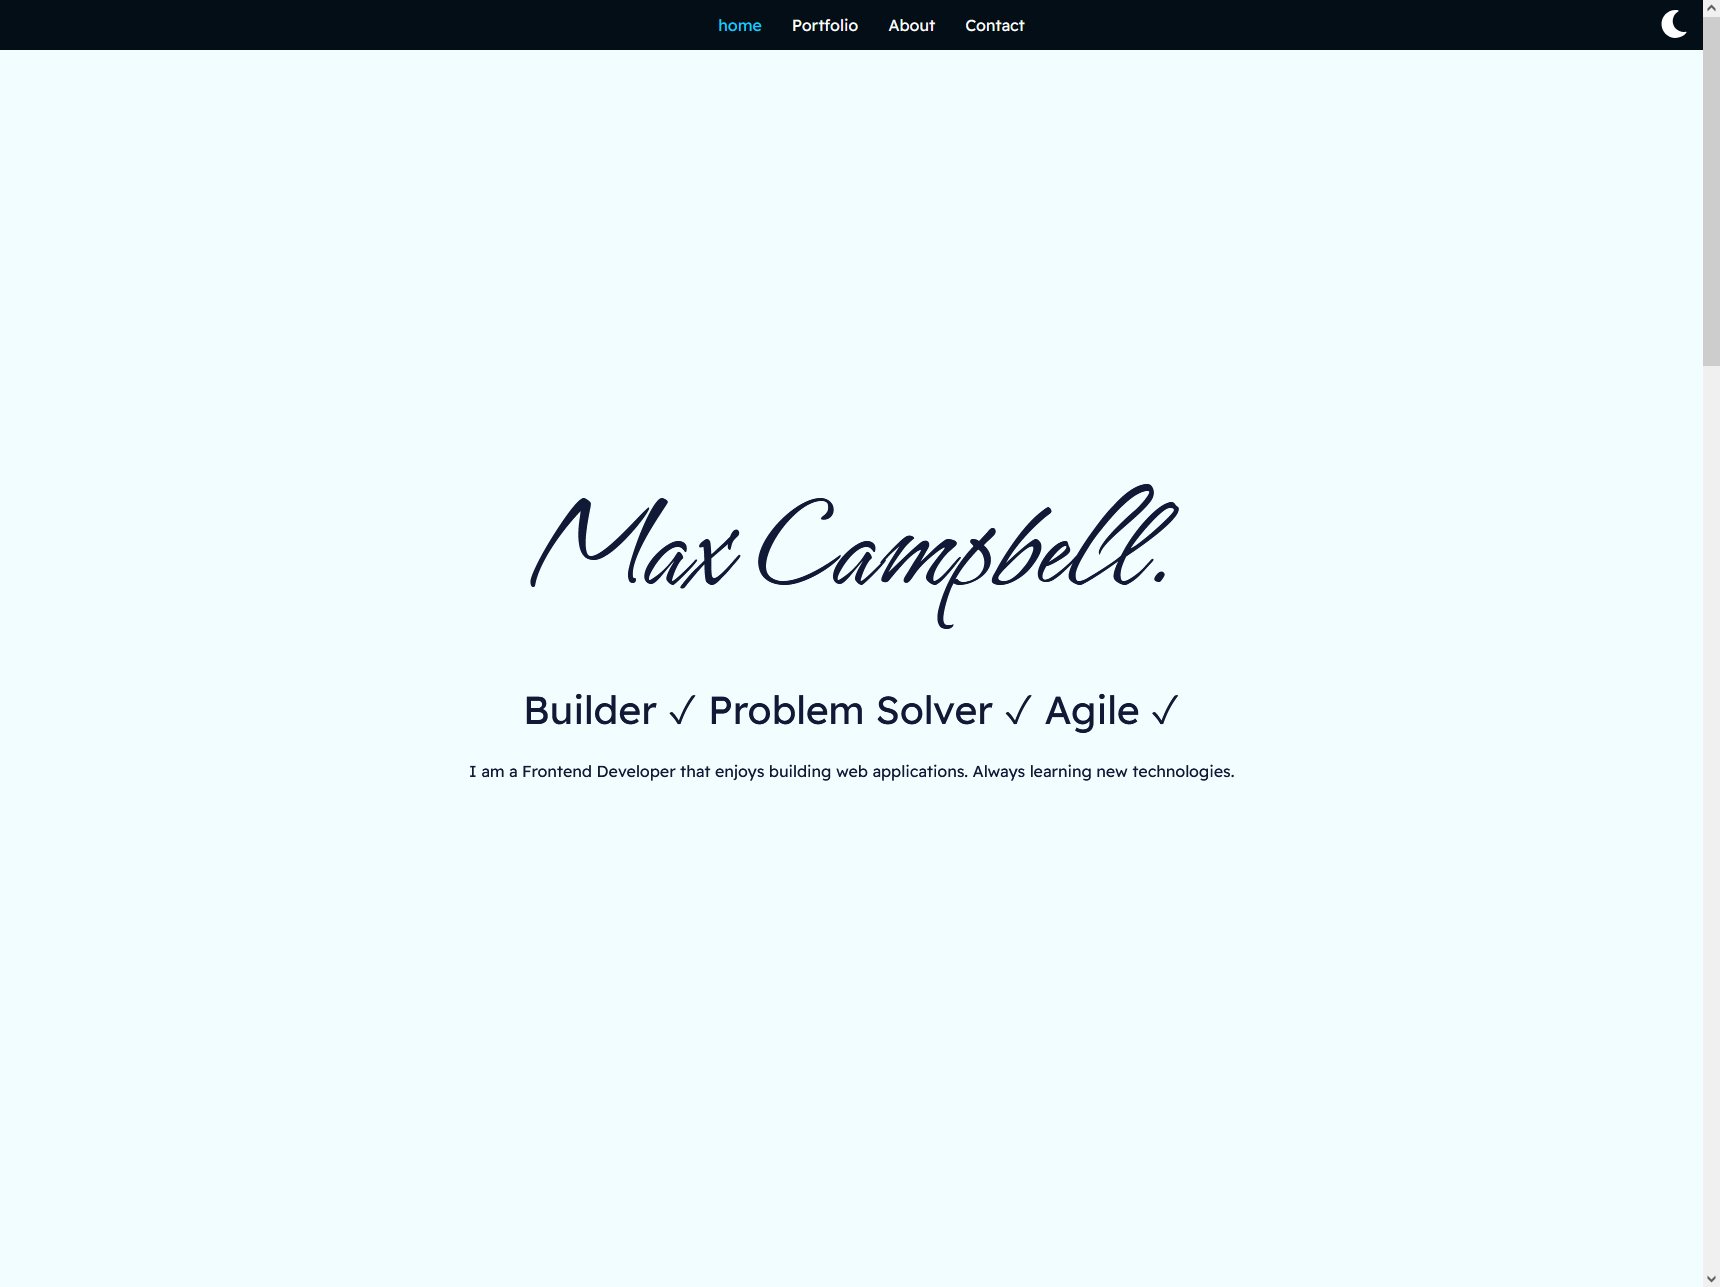 home Portfolio About Contact
Max Campbell.
Builder ✓ Problem Solver ✓ Agile ✓
I am a Frontend Developer that enjoys building web applications. Always learning new technologies.